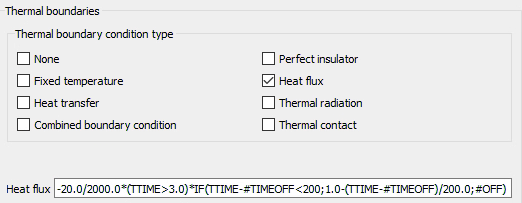 Thermal boundaries
Thermal boundary condition type
None
Perfect insulator
Fixed temperature
Heat flux
Heat transfer
Thermal radiation
Combined boundary condition
Thermal contact
Heat flux -20.0/2000.0*(TTIME>3.0)*IF(TTIME-#TIMEOFF<200;1.0-(TTIME-#TIMEOFF)/200.0;#OFF)